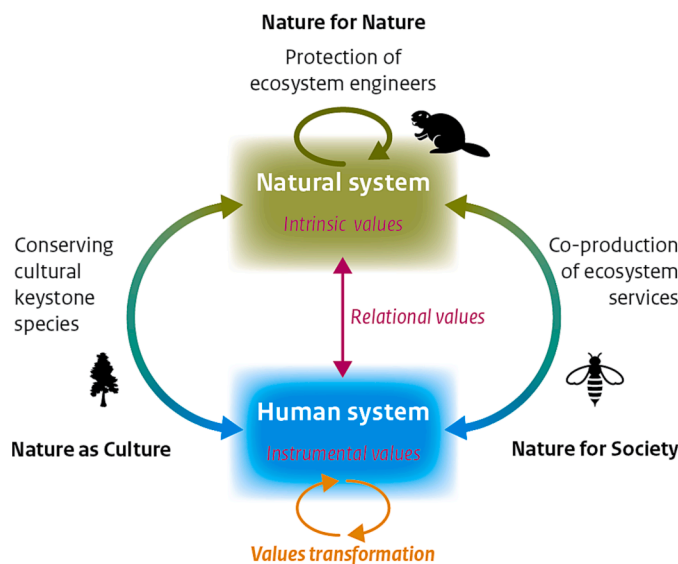 Nature for Nature
Protection of
ecosystem engineers
Natural system
Intrinsic values
Conserving
cultural
keystone
species
Co-production
of ecosystem
services
Relational values
Human system
Instrumental values
Nature as Culture
Nature for Society
Values transformation